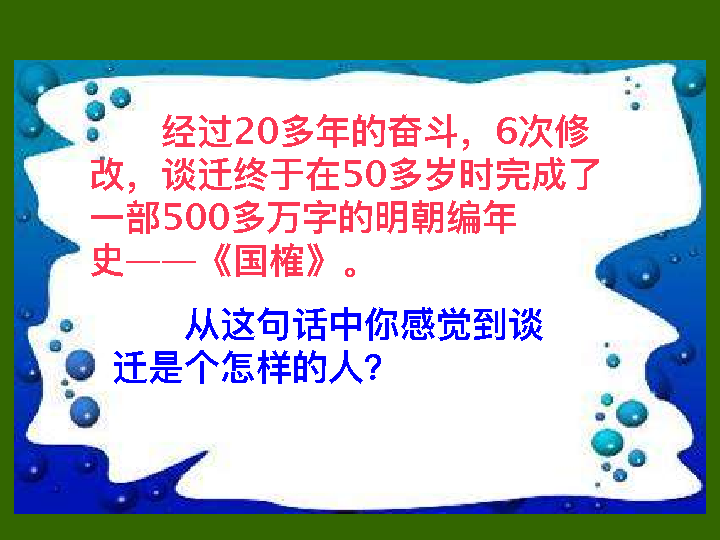 经过20多年的奋斗，6次修
改，谈迁终于在50多岁时完成了
一部500多万字的明朝编年
史——《国榷》。
从这句话中你感觉到谈
迁是个怎样的人？